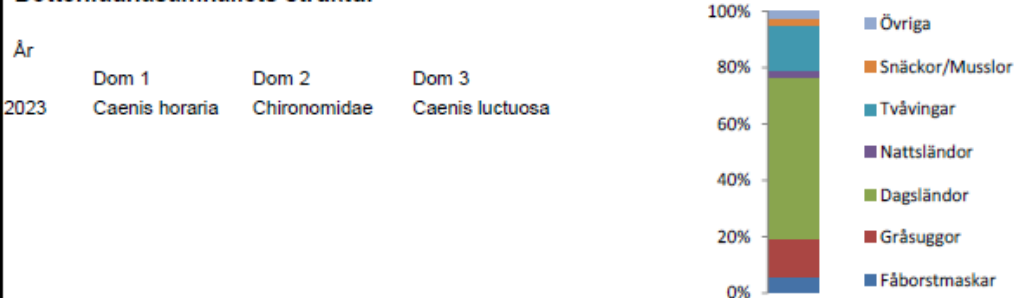 År
Dom 1 Dom 2 Dom 3
2023 Caenis horaria Chironomidae Caenis luctuosa
100%
80%
60%
40%
20%
0%
Övriga
Snäckor/Musslor
Tvåvingar
Nattsländor
Dagsländor
Gråsuggor
Fåborstmaskar